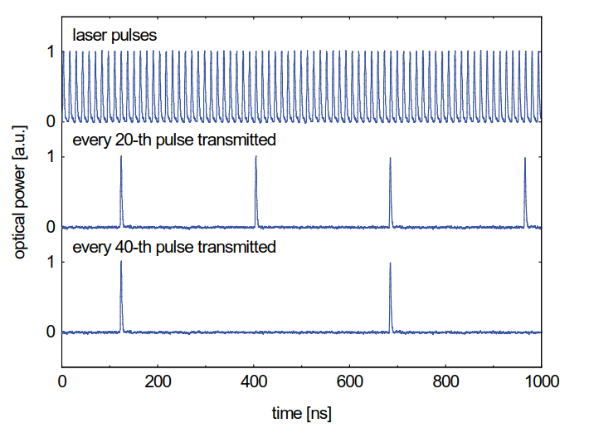 laser pulses
1
0
every 20-th pulse transmitted
1
0
every 40-th pulse transmitted
1
0
optical power [a.u.]
0 200 400 600 800 1000
time [ns]